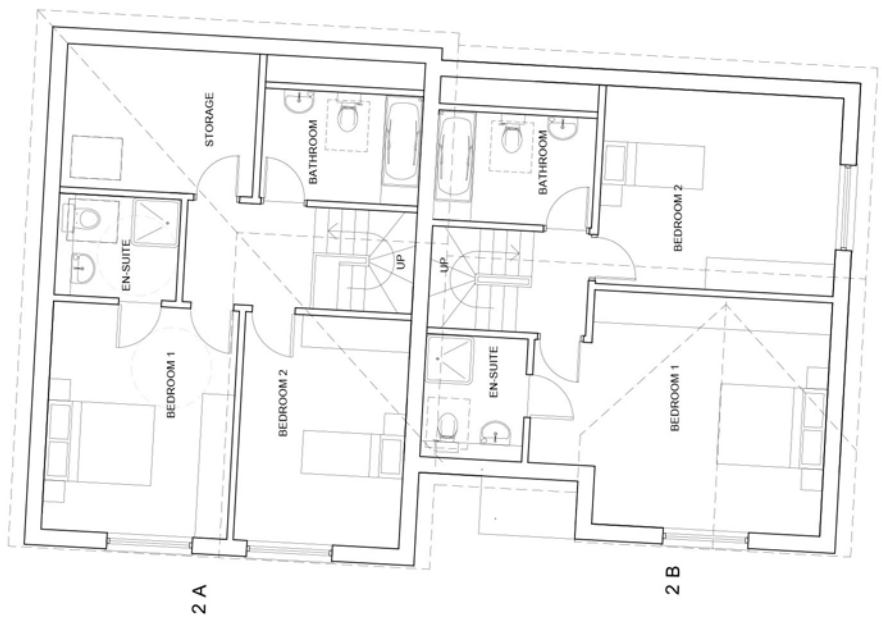 STORAGE
BATHROOM
EN-SUITE
UP
BEDROOM 1
BEDROOM 2
2 A
BATHROOM
BEDROOM 2
UP
EN-SUITE
BEDROOM 1
2 B